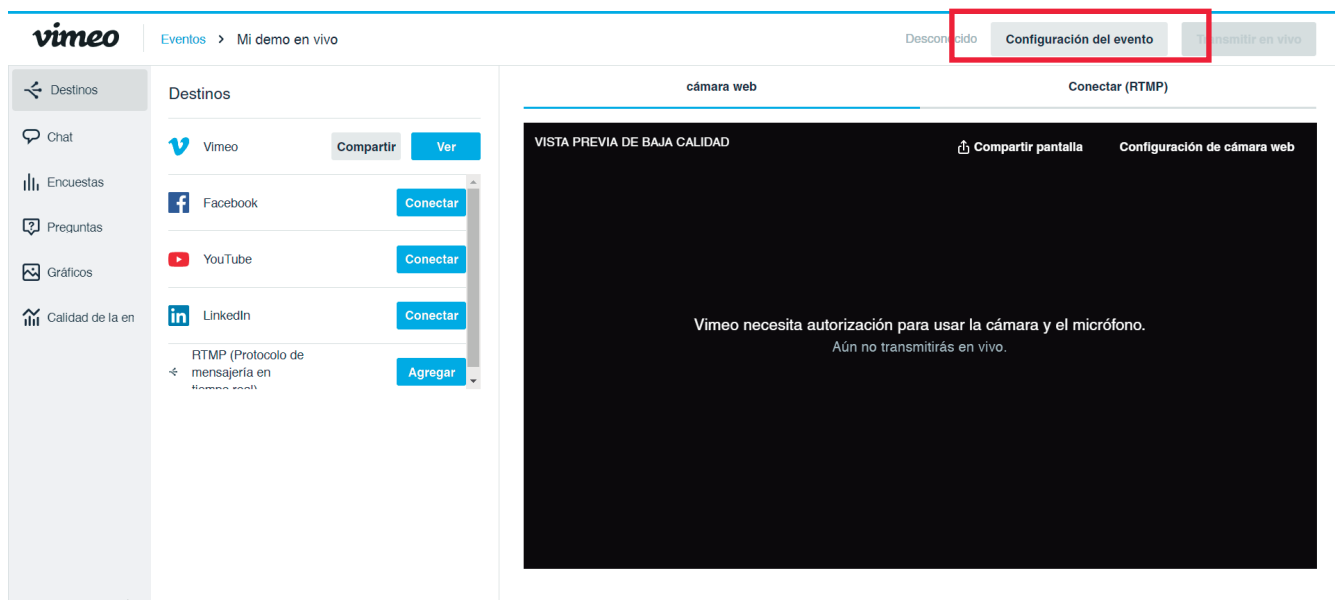 vimeo
Eventos > Mi demo en vivo
Desconocido
Configuración del evento
Transmitir en vivo
Destinos
Chat
Encuestas
Preguntas
Gráficos
Calidad de la en
Destinos
Vimeo
Compartir
Ver
Facebook
Conectar
YouTube
Conectar
LinkedIn
Conectar
RTMP (Protocolo de
mensajería en
tiempo real)
Agregar
cámara web
Conectar (RTMP)
VISTA PREVIA DE BAJA CALIDAD
Compartir pantalla
Configuración de cámara web
Vimeo necesita autorización para usar la cámara y el micrófono.
Aún no transmitirás en vivo.